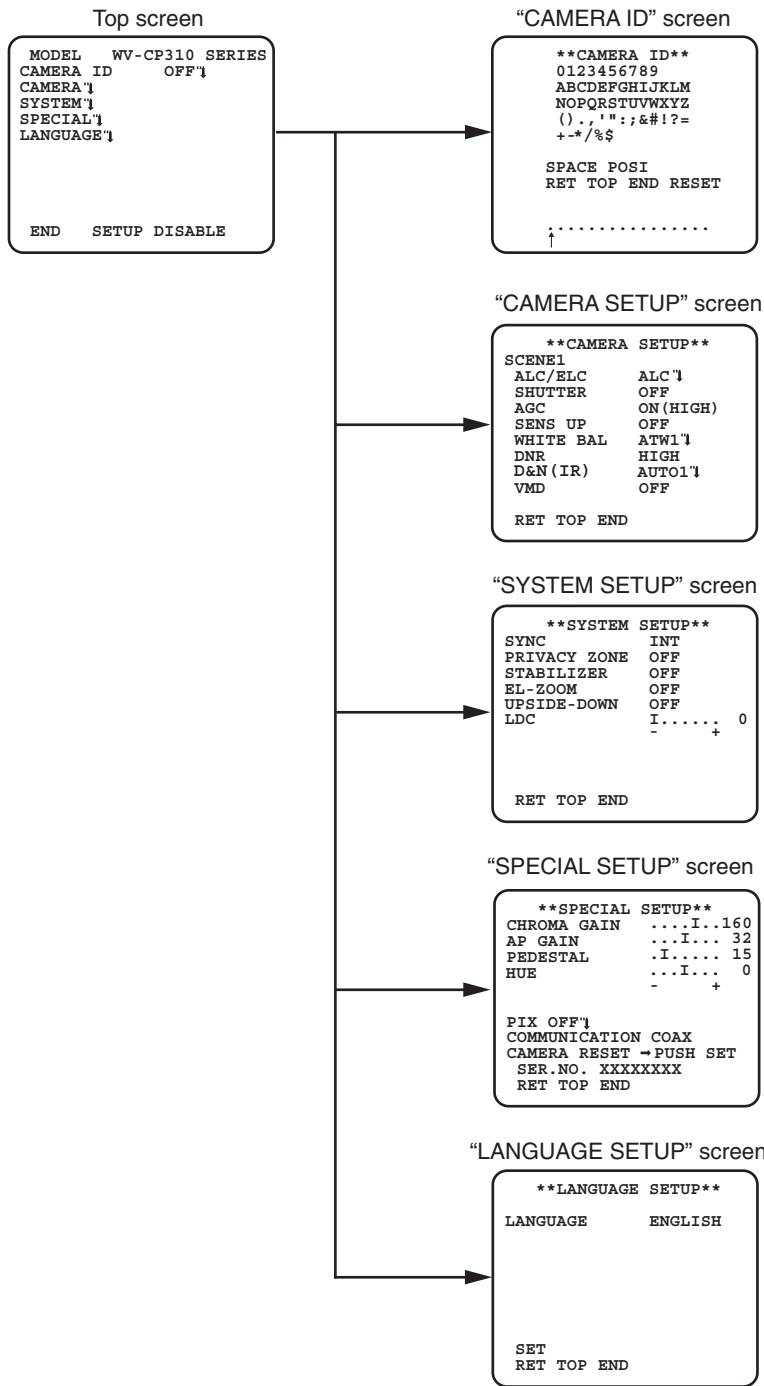 Top screen
MODEL WV-CP310 SERIES
CAMERA ID OFF
CAMERA
SYSTEM
SPECIAL
LANGUAGE
END SETUP DISABLE
“CAMERA ID” screen
**CAMERA ID**
0123456789
ABCDEFGHIJKLM
NOPQRSTUVWXYZ
().,'":;&#!?=
+-*/%$
SPACE POSI
RET TOP END RESET
................
↑
“CAMERA SETUP” screen
**CAMERA SETUP**
SCENE1
ALC/ELC ALC
SHUTTER OFF
AGC ON(HIGH)
SENS UP OFF
WHITE BAL ATW1
DNR HIGH
D&N(IR) AUTO1
VMD OFF
RET TOP END
“SYSTEM SETUP” screen
**SYSTEM SETUP**
SYNC INT
PRIVACY ZONE OFF
STABILIZER OFF
EL-ZOOM OFF
UPSIDE-DOWN OFF
LDC I...... 0
- +
RET TOP END
“SPECIAL SETUP” screen
**SPECIAL SETUP**
CHROMA GAIN ....I..160
AP GAIN ...I... 32
PEDESTAL .I..... 15
HUE ...I... 0
- +
PIX OFF
COMMUNICATION COAX
CAMERA RESET →PUSH SET
SER.NO. XXXXXXXX
RET TOP END
“LANGUAGE SETUP” screen
**LANGUAGE SETUP**
LANGUAGE ENGLISH
SET
RET TOP END